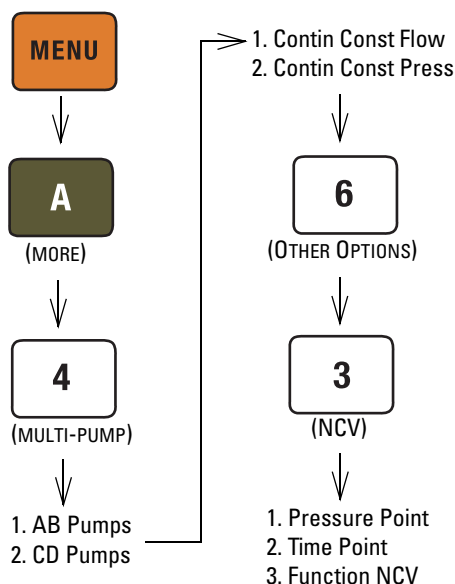 MENU
A
(MORE)
4
(MULTI-PUMP)
1. AB Pumps
2. CD Pumps
1. Contin Const Flow
2. Contin Const Press
6
(OTHER OPTIONS)
3
(NCV)
1. Pressure Point
2. Time Point
3. Function NCV